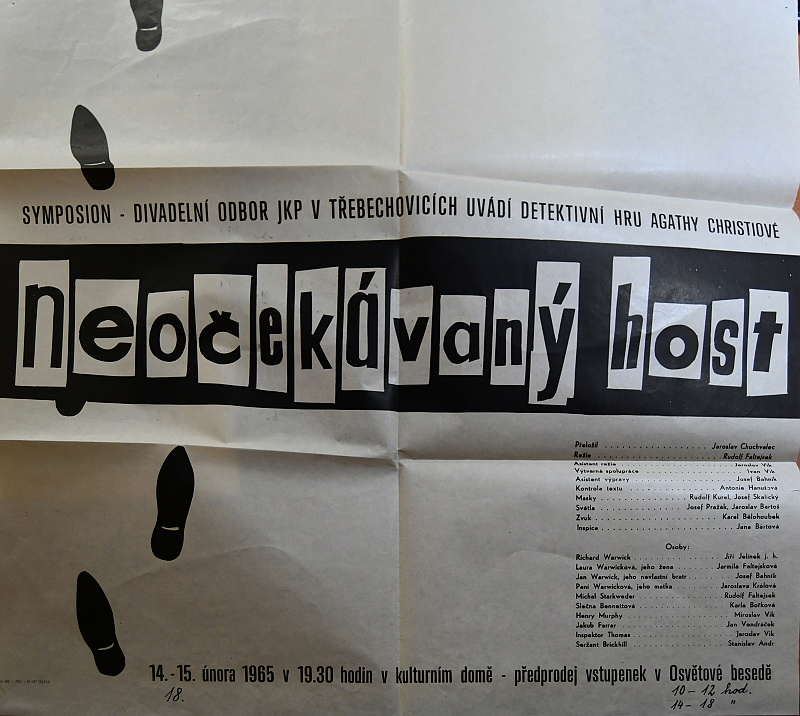 SYMPOSION - DIVADELNÍ ODBOR JKP V TŘEBECHOVICÍCH UVÁDÍ DETEKTIVNÍ HRU AGATHY CHRISTIOVÉ
neočekávaný host
Přeložil . . . Jaroslav Chuchvalec
Režie . . . Rudolf Faltejsek
Asistent režie . . . Jaroslav Vik
Výtvarná spolupráce . . . Ivan Vik
Asistent výpravy . . . Josef Bahník
Kontrola textu . . . Antonie Hanušová
Masky . . . Rudolf Kurel, Josef Skalický
Světla . . . Josef Pražák, Jaroslav Bartoš
Zvuk . . . Karel Bělohoubek
Inspice . . . Jana Bártová
Osoby:
Richard Warwick . . . Jiří Jelínek j. h.
Laura Warwicková, jeho žena . . . Jarmila Faltejsková
Jan Warwick, jeho nevlastní bratr . . . Josef Bahník
Paní Warwicková, jeho matka . . . Jaroslava Králová
Michal Starkweder . . . Rudolf Faltejsek
Slečna Bennettová . . . Karla Bořková
Henry Murphy . . . Miroslav Vik
Jakub Farrar . . . Jan Vondráček
Inspektor Thomas . . . Jaroslav Vik
Seržant Brickhill . . . Stanislav Andr
14.-15. února 1965 v 19.30 hodin v kulturním domě - předprodej vstupenek v Osvětové besedě
18. 10 – 12 hod.
14 – 18 "